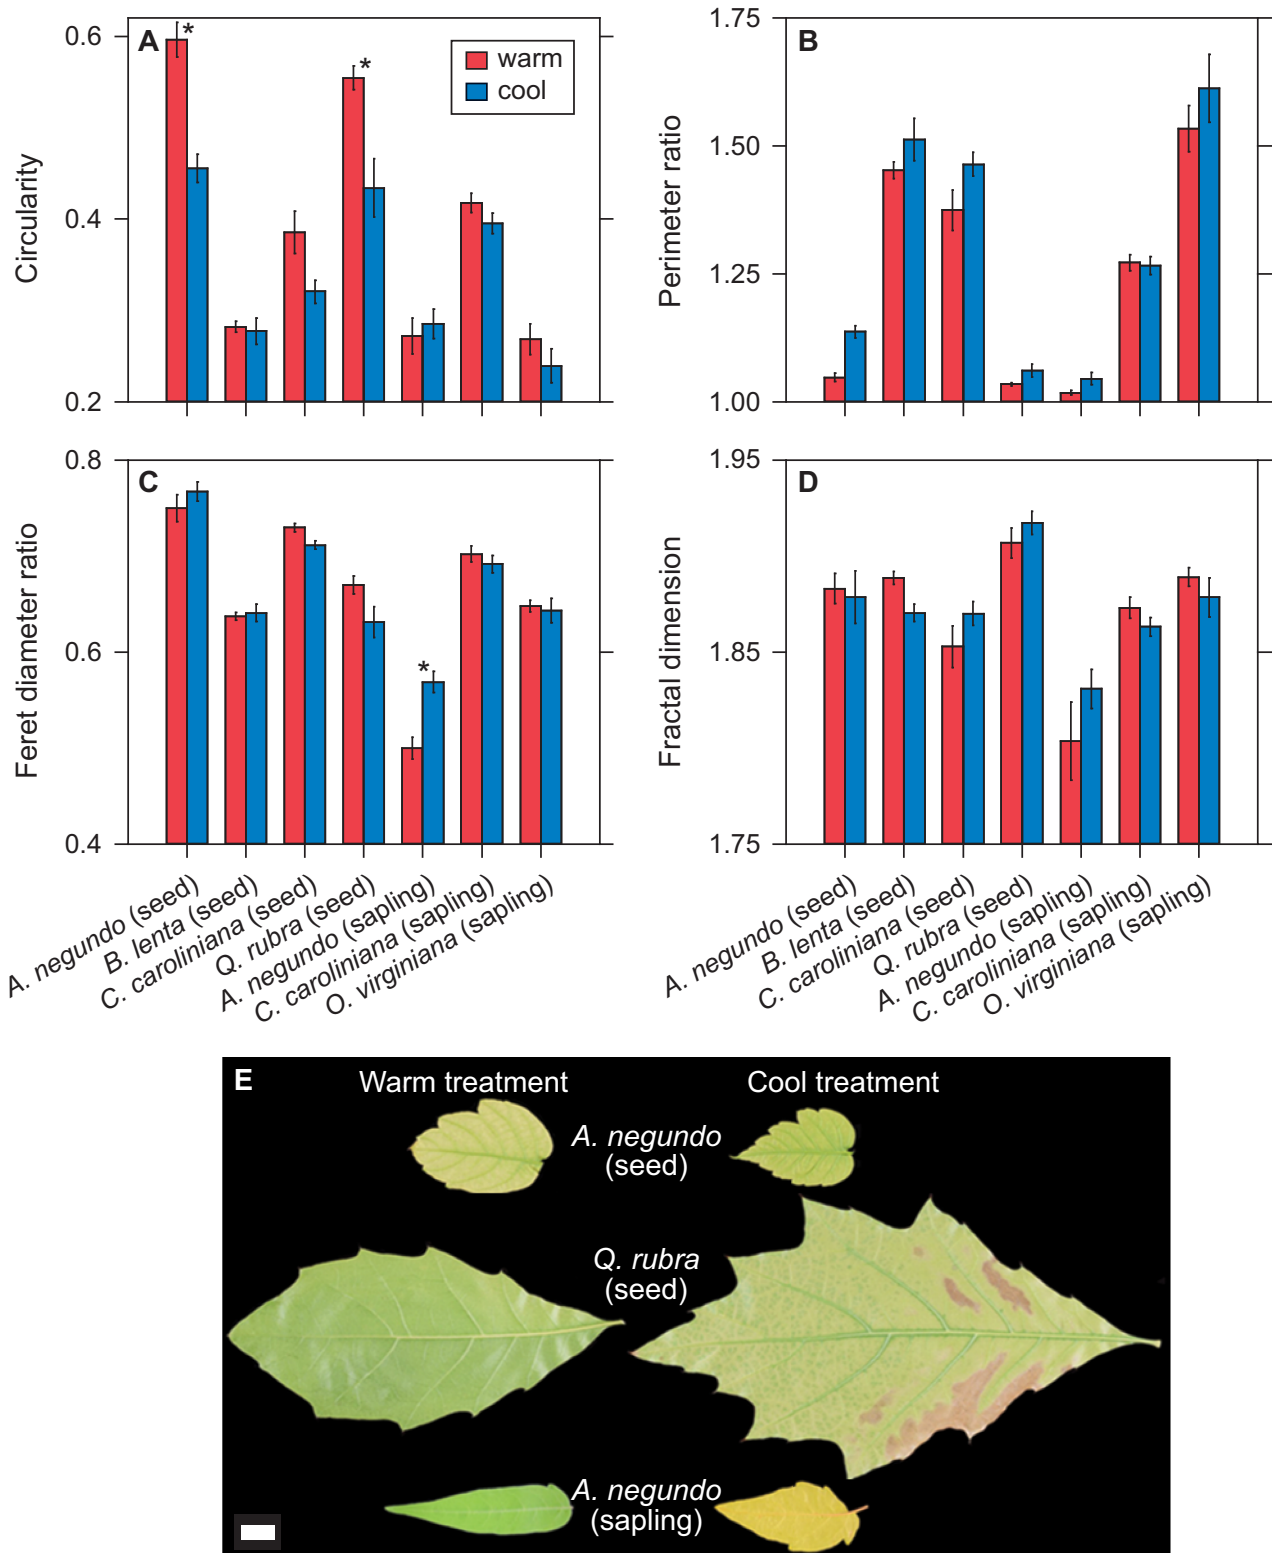 A
warm
cool
*
*
0.6
0.4
0.2
Circularity
B
1.75
1.50
1.25
1.00
Perimeter ratio
C
*
0.8
0.6
0.4
Feret diameter ratio
D
1.95
1.85
1.75
Fractal dimension
A. negundo (seed)
B. lenta (seed)
C. caroliniana (seed)
Q. rubra (seed)
A. negundo (sapling)
C. caroliniana (sapling)
O. virginiana (sapling)
A. negundo (seed)
B. lenta (seed)
C. caroliniana (seed)
Q. rubra (seed)
A. negundo (sapling)
C. caroliniana (sapling)
O. virginiana (sapling)
E
Warm treatment
Cool treatment
A. negundo
(seed)
Q. rubra
(seed)
A. negundo
(sapling)